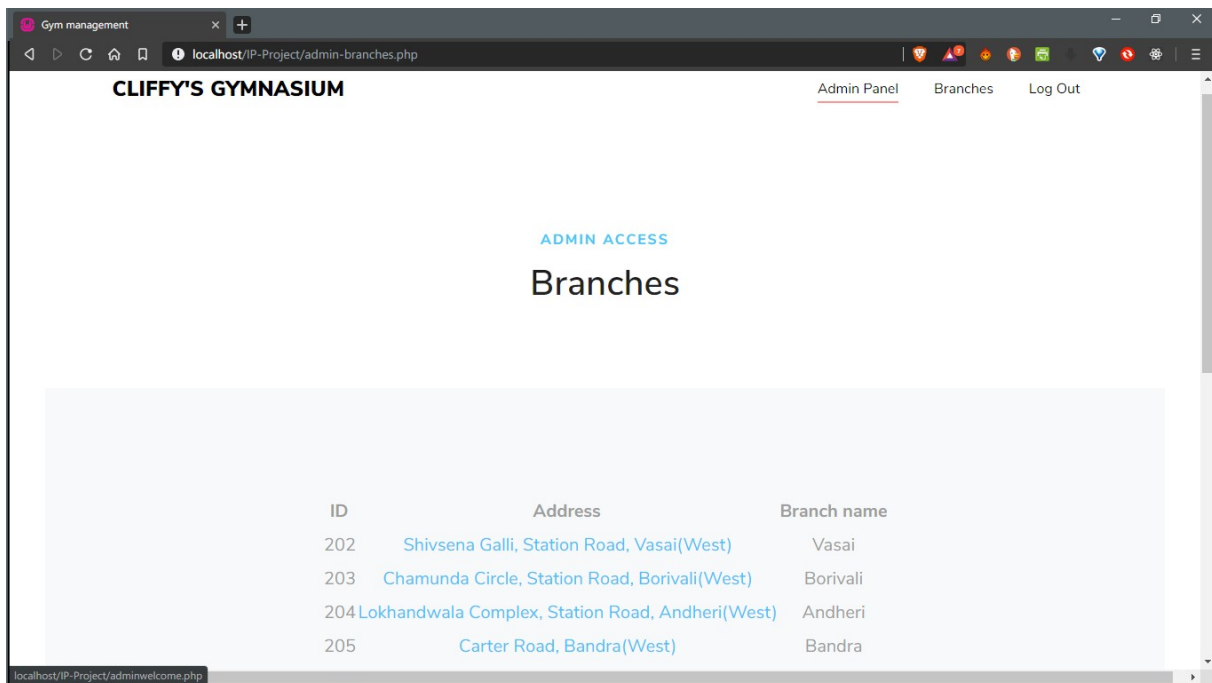 Gym management
localhost/IP-Project/admin-branches.php
CLIFFY'S GYMNASIUM Admin Panel Branches Log Out
ADMIN ACCESS
Branches
ID Address Branch name
202 Shivsena Galli, Station Road, Vasai(West) Vasai
203 Chamunda Circle, Station Road, Borivali(West) Borivali
204 Lokhandwala Complex, Station Road, Andheri(West) Andheri
205 Carter Road, Bandra(West) Bandra
localhost/IP-Project/adminwelcome.php